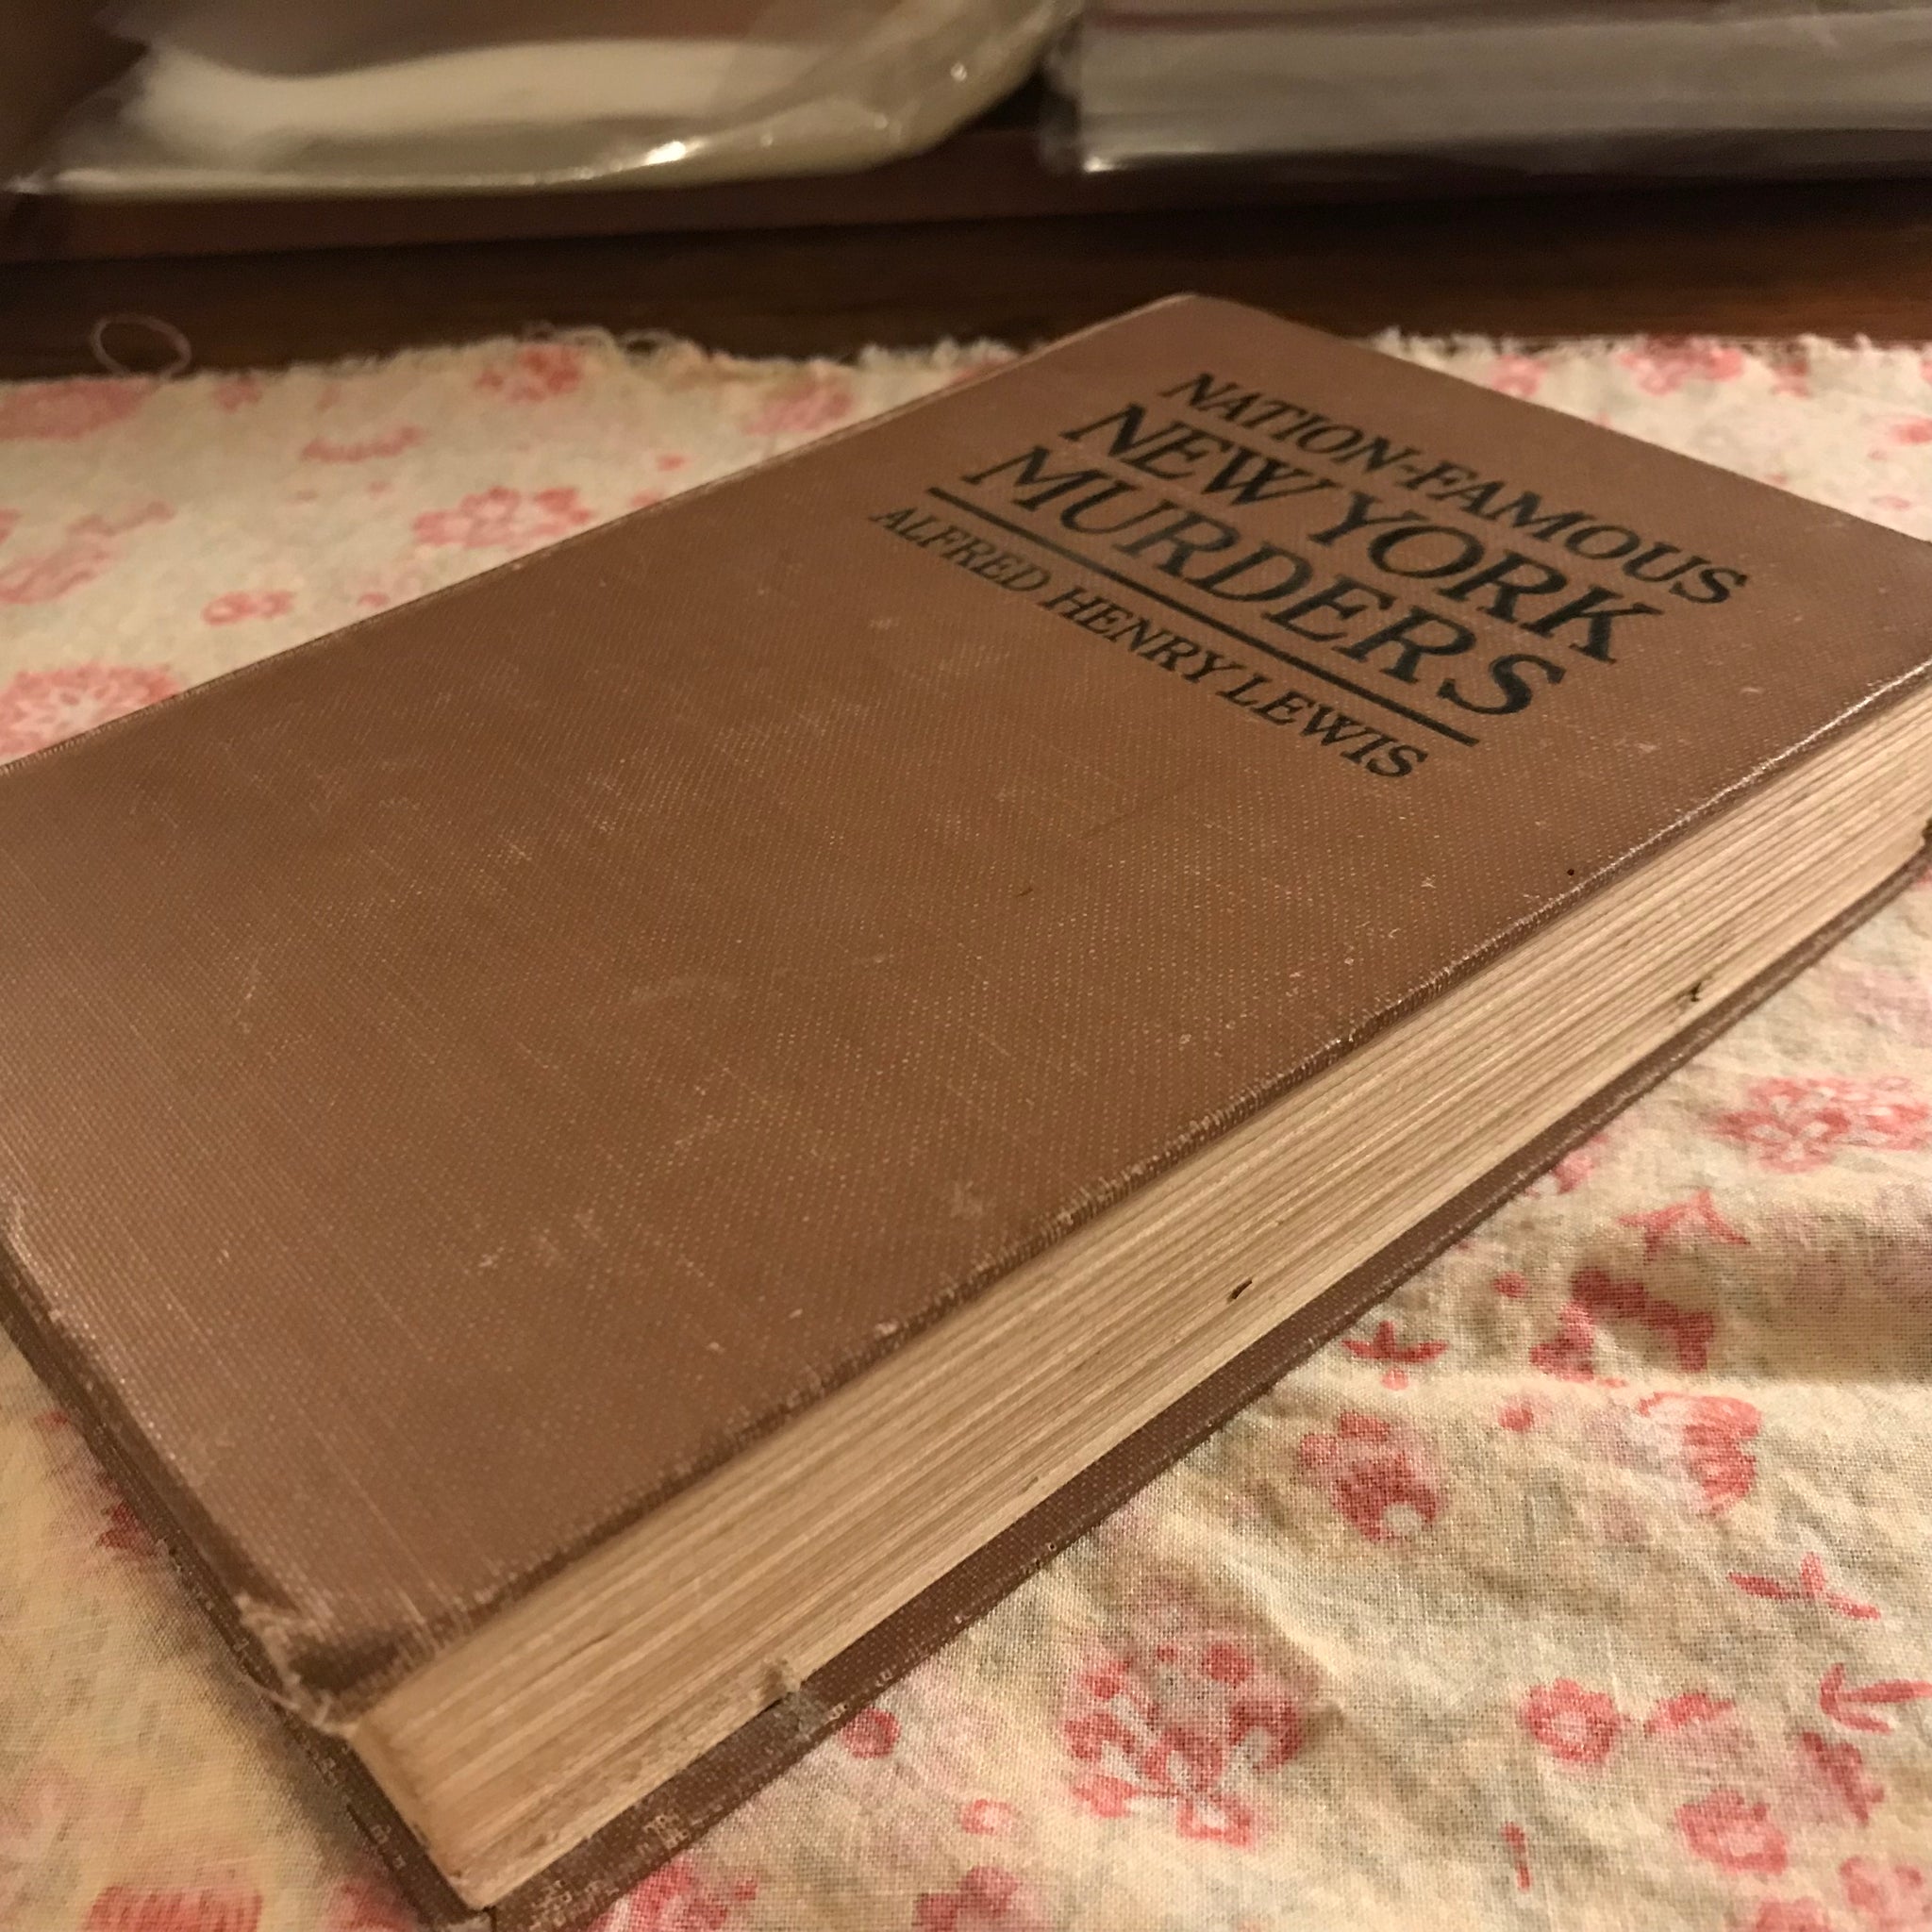 NATION-FAMOUS
NEW YORK
MURDERS
ALFRED HENRY LEWIS